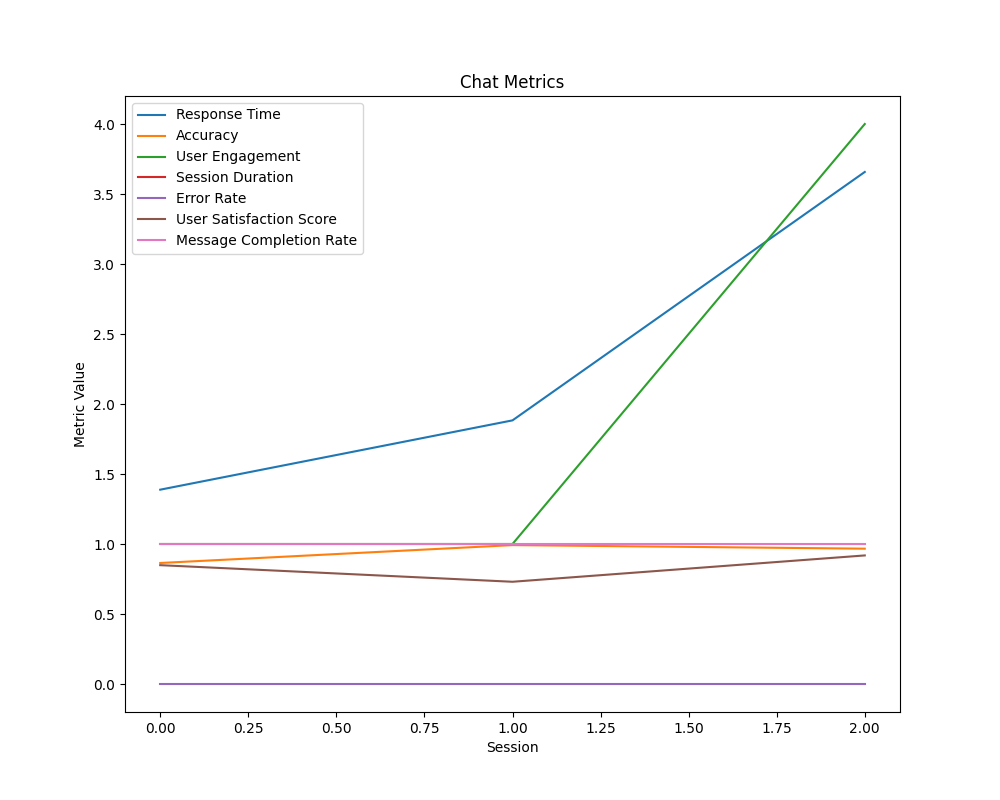 Chat Metrics
Response Time
Accuracy
User Engagement
Session Duration
Error Rate
User Satisfaction Score
Message Completion Rate
4.0
3.5
3.0
2.5
2.0
1.5
1.0
0.5
0.0
Metric Value
0.00 0.25 0.50 0.75 1.00 1.25 1.50 1.75 2.00
Session